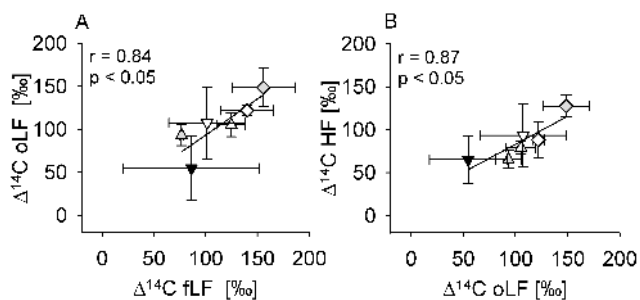 A
Δ¹⁴C oLF [‰]
200
150
100
50
0
r = 0.84
p < 0.05
0 50 100 150 200
Δ¹⁴C fLF [‰]
B
Δ¹⁴C HF [‰]
200
150
100
50
0
r = 0.87
p < 0.05
0 50 100 150 200
Δ¹⁴C oLF [‰]